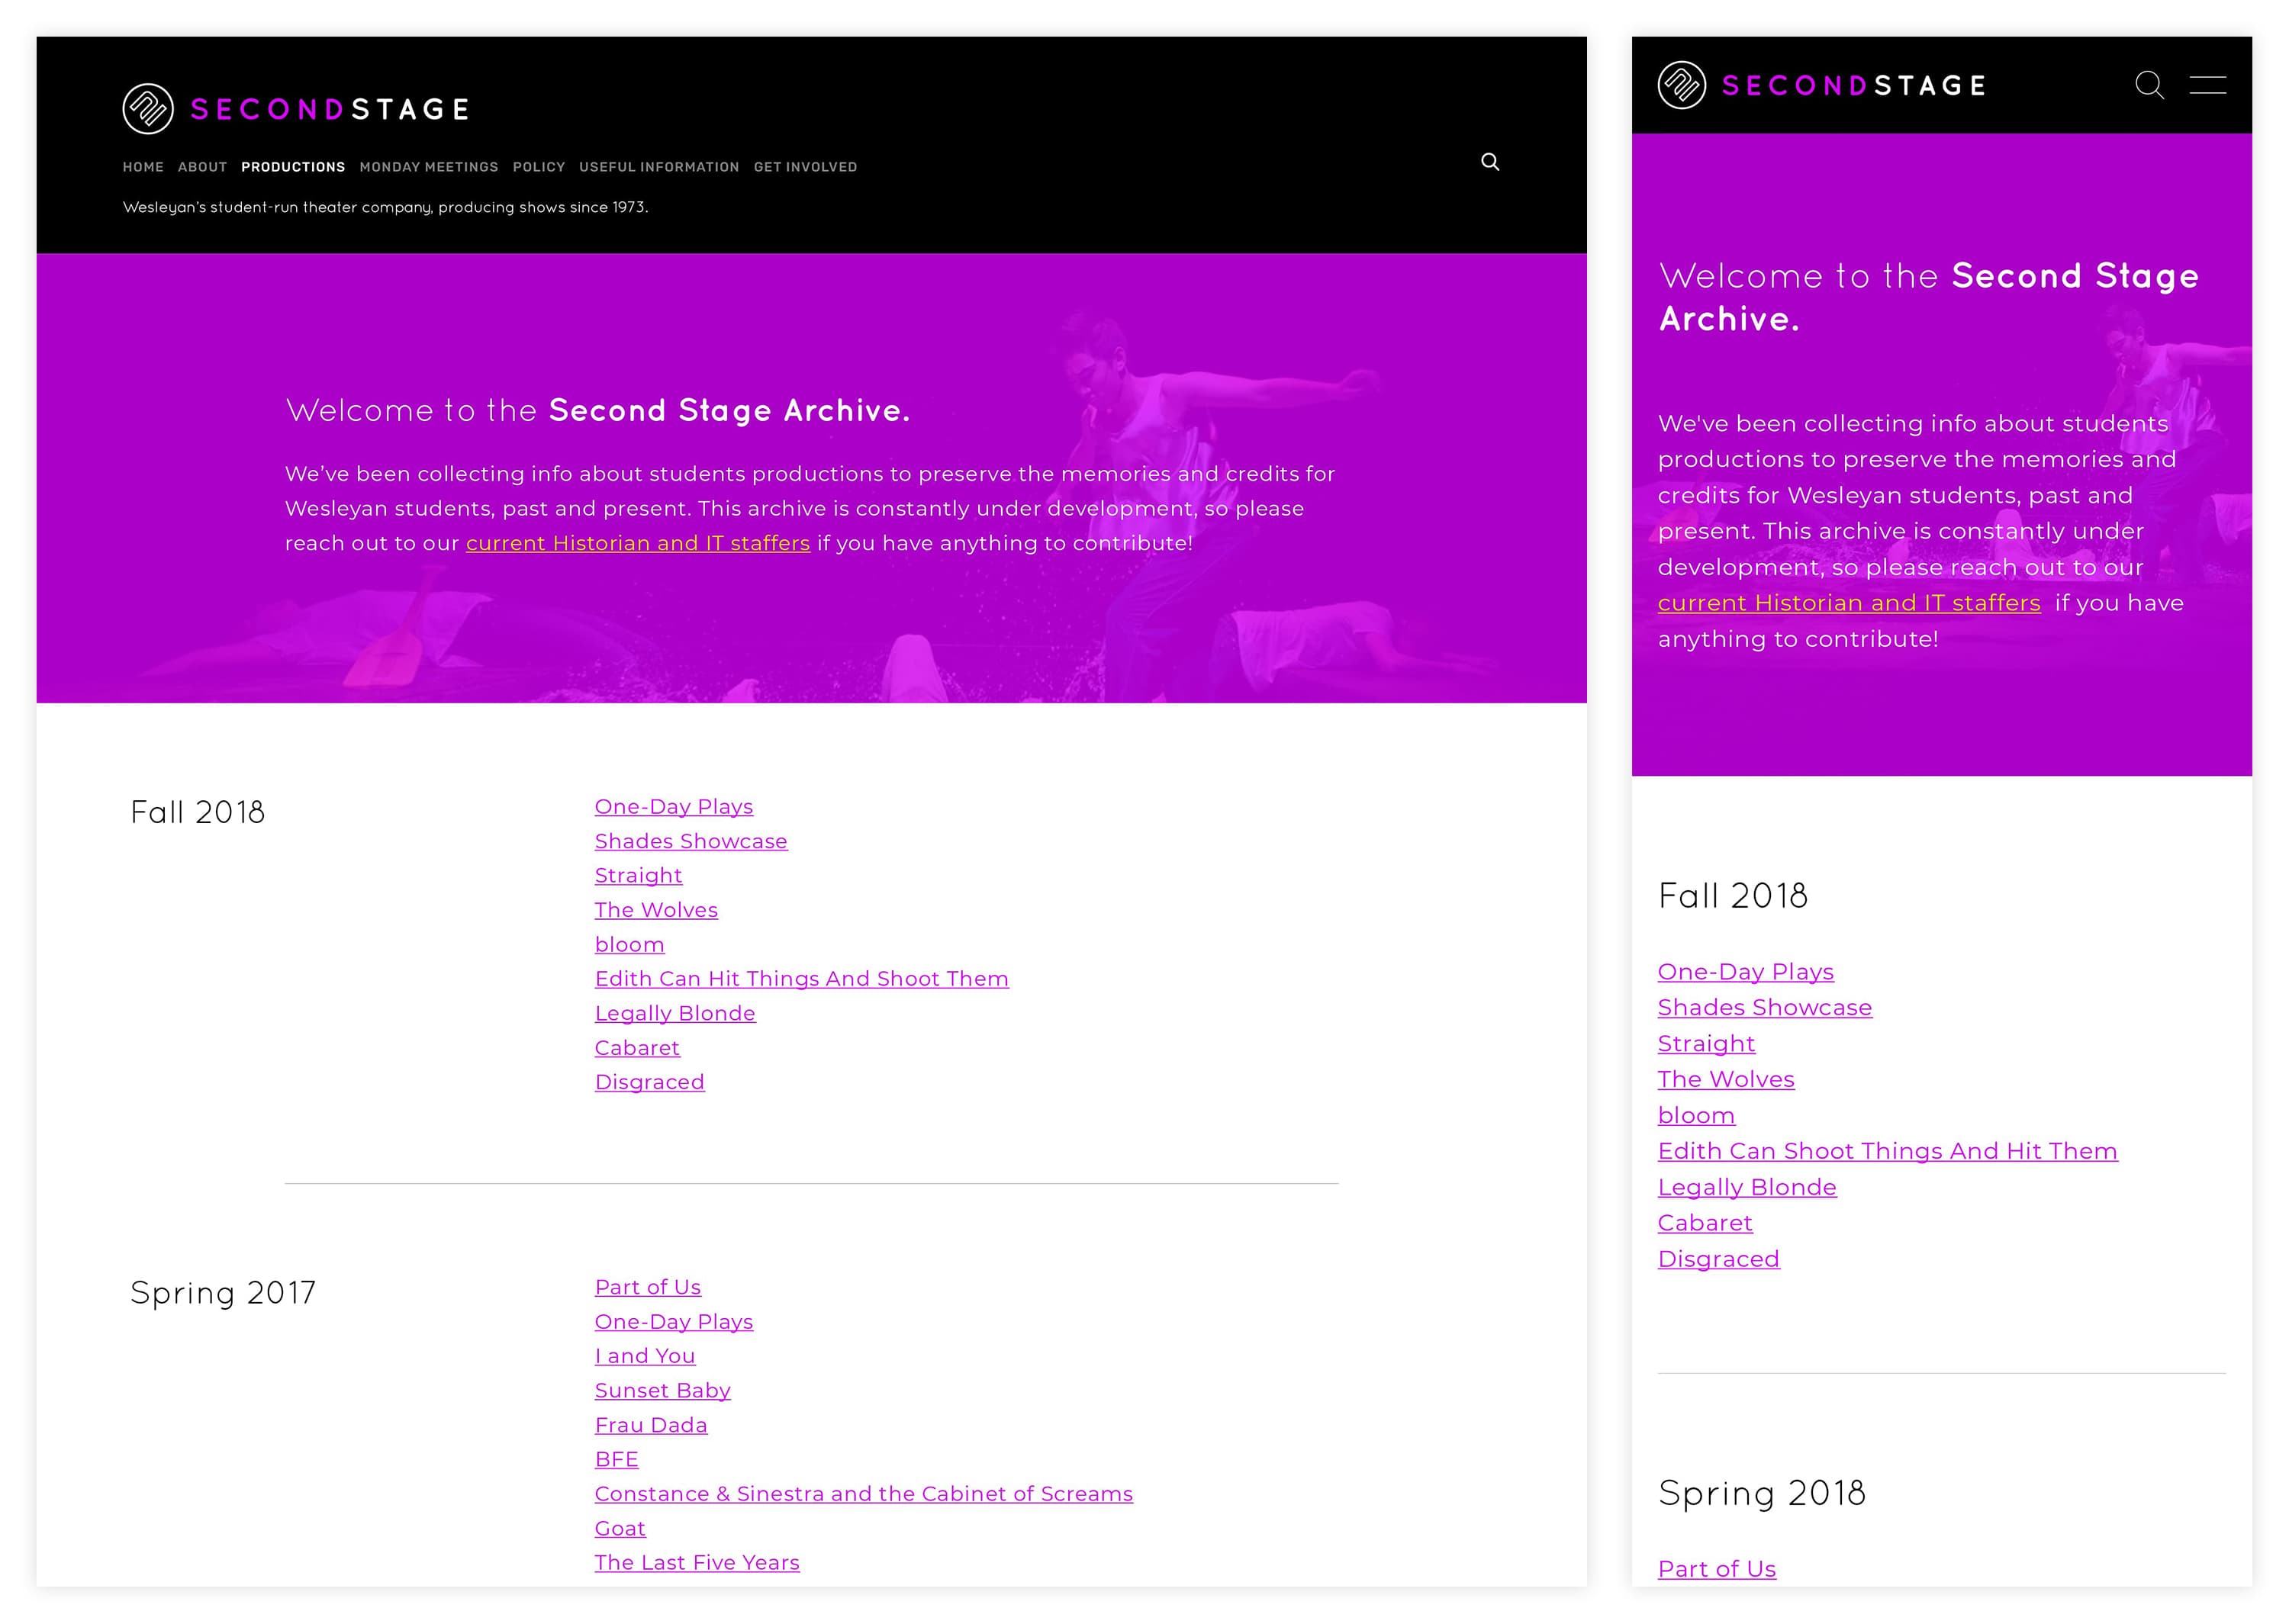 SECONDSTAGE
HOME ABOUT PRODUCTIONS MONDAY MEETINGS POLICY USEFUL INFORMATION GET INVOLVED
Wesleyan's student-run theater company, producing shows since 1973.
Welcome to the Second Stage Archive.
We've been collecting info about students productions to preserve the memories and credits for
Wesleyan students, past and present. This archive is constantly under development, so please
reach out to our current Historian and IT staffers if you have anything to contribute!
Fall 2018
One-Day Plays
Shades Showcase
Straight
The Wolves
bloom
Edith Can Hit Things And Shoot Them
Legally Blonde
Cabaret
Disgraced
Spring 2017
Part of Us
One-Day Plays
I and You
Sunset Baby
Frau Dada
BFE
Constance & Sinestra and the Cabinet of Screams
Goat
The Last Five Years
SECONDSTAGE
Welcome to the Second Stage
Archive.
We've been collecting info about students
productions to preserve the memories and
credits for Wesleyan students, past and
present. This archive is constantly under
development, so please reach out to our
current Historian and IT staffers if you have
anything to contribute!
Fall 2018
One-Day Plays
Shades Showcase
Straight
The Wolves
bloom
Edith Can Shoot Things And Hit Them
Legally Blonde
Cabaret
Disgraced
Spring 2018
Part of Us